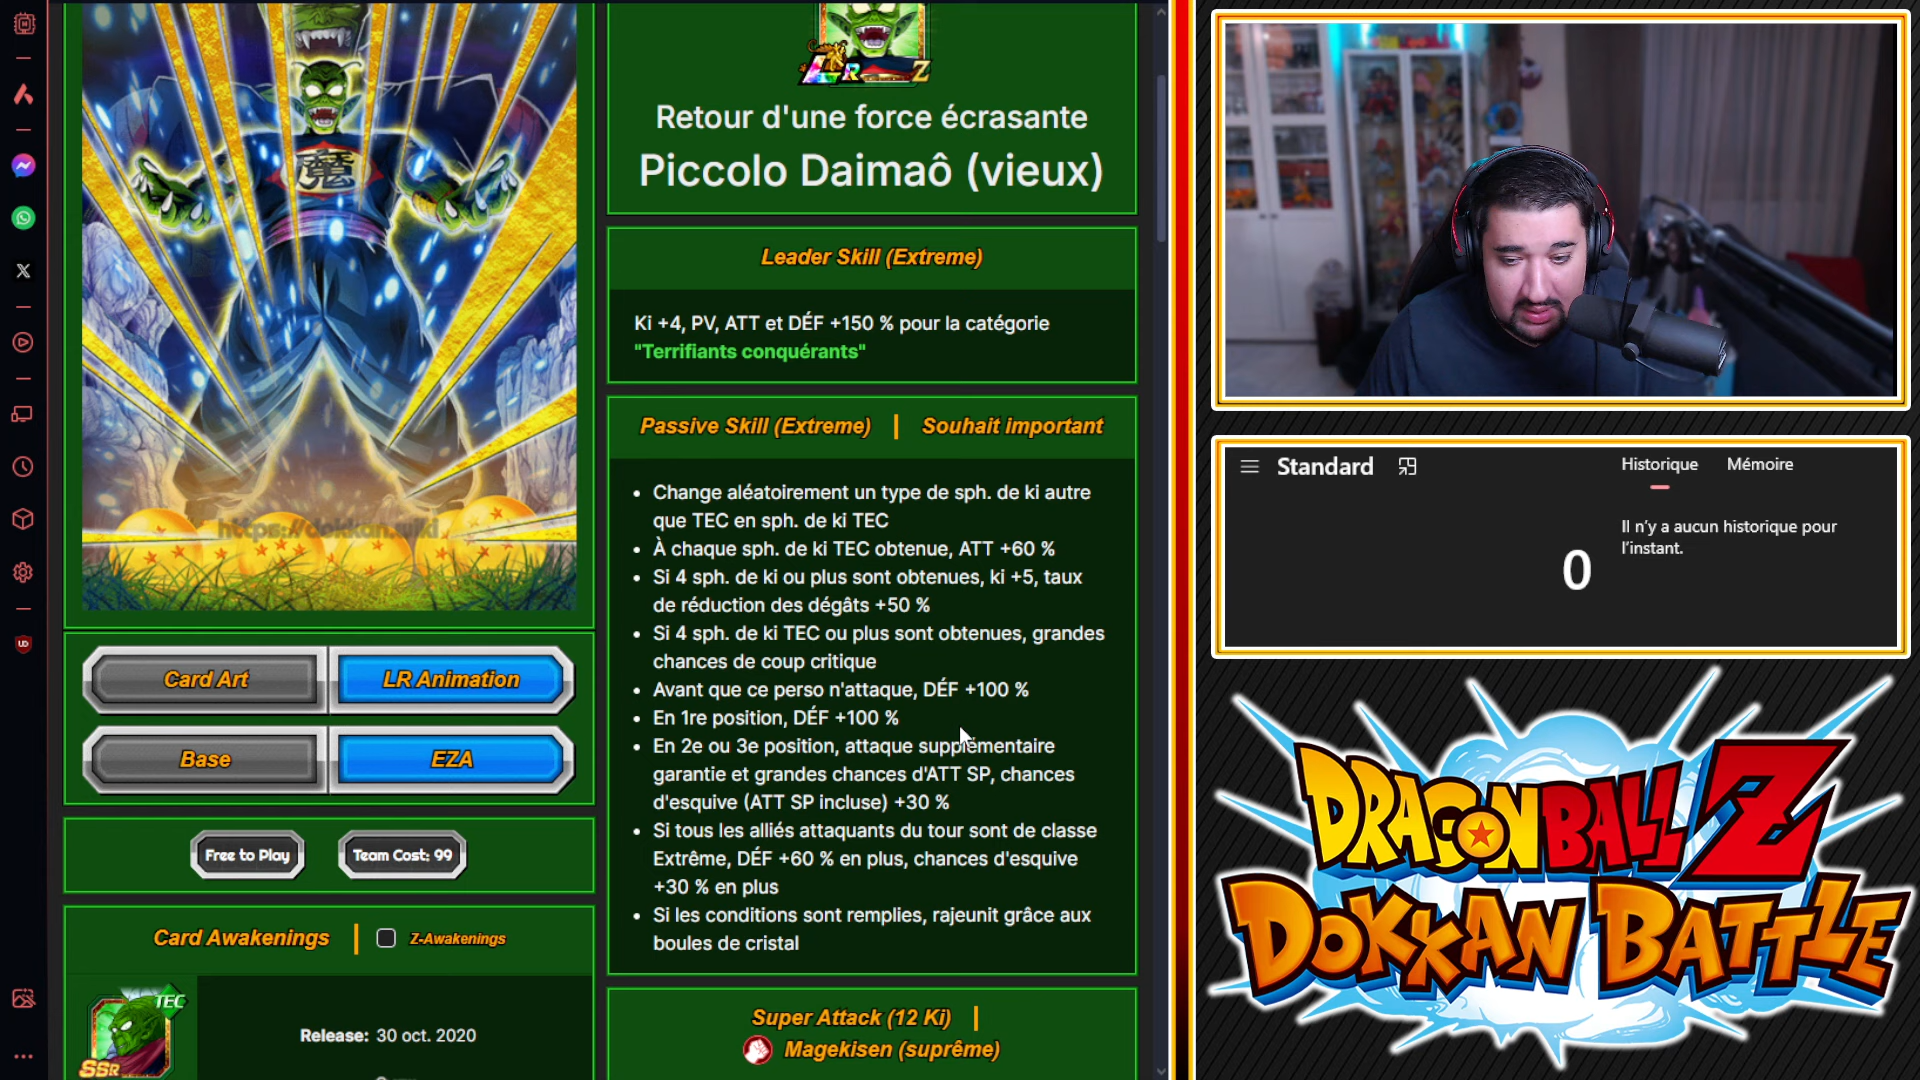 魔
https://dokkan.wiki
Card Art
LR Animation
Base
EZA
Free to Play
Team Cost: 99
Card Awakenings | Z-Awakenings
TEC
SSR
Release: 30 oct. 2020
LR Z
Retour d'une force écrasante
Piccolo Daimaô (vieux)
Leader Skill (Extreme)
Ki +4, PV, ATT et DÉF +150 % pour la catégorie
"Terrifiants conquérants"
Passive Skill (Extreme) | Souhait important
• Change aléatoirement un type de sph. de ki autre
que TEC en sph. de ki TEC
• À chaque sph. de ki TEC obtenue, ATT +60 %
• Si 4 sph. de ki ou plus sont obtenues, ki +5, taux
de réduction des dégâts +50 %
• Si 4 sph. de ki TEC ou plus sont obtenues, grandes
chances de coup critique
• Avant que ce perso n'attaque, DÉF +100 %
• En 1re position, DÉF +100 %
• En 2e ou 3e position, attaque supplémentaire
garantie et grandes chances d'ATT SP, chances
d'esquive (ATT SP incluse) +30 %
• Si tous les alliés attaquants du tour sont de classe
Extrême, DÉF +60 % en plus, chances d'esquive
+30 % en plus
• Si les conditions sont remplies, rajeunit grâce aux
boules de cristal
Super Attack (12 Ki) |
Magekisen (suprême)
Standard
Historique
Mémoire
Il n'y a aucun historique pour
l'instant.
0
DRAGON BALL Z
DOKKAN BATTLE